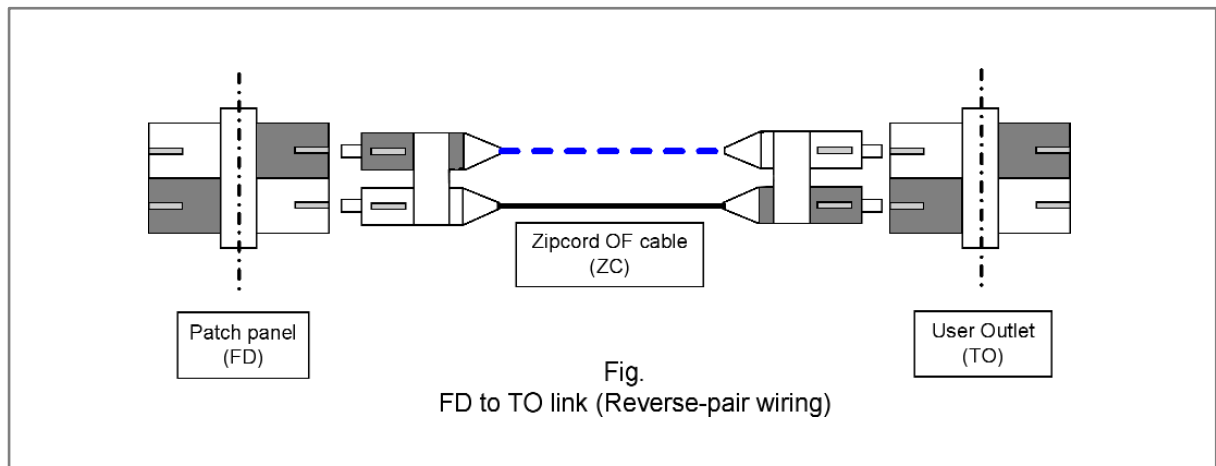 Zipcord OF cable
(ZC)
Patch panel
(FD)
User Outlet
(TO)
Fig.
FD to TO link (Reverse-pair wiring)